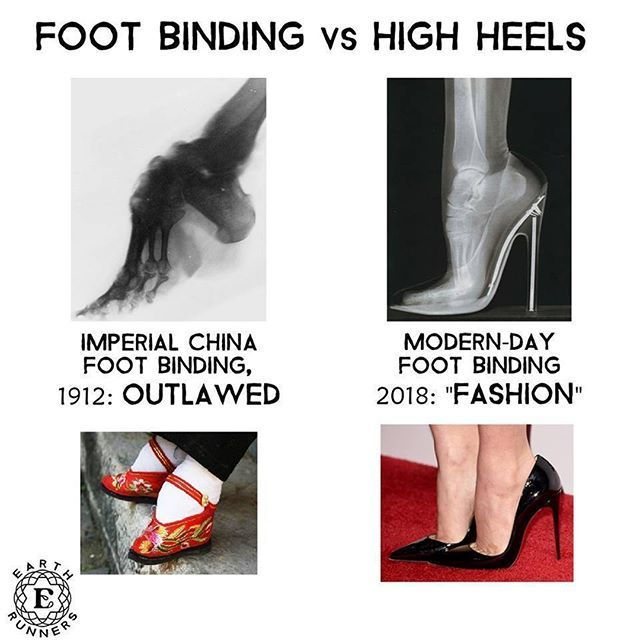 FOOT BINDING vs HIGH HEELS
IMPERIAL CHINA
FOOT BINDING,
1912: OUTLAWED
MODERN-DAY
FOOT BINDING
2018: "FASHION"
EARTH
E
RUNNERS